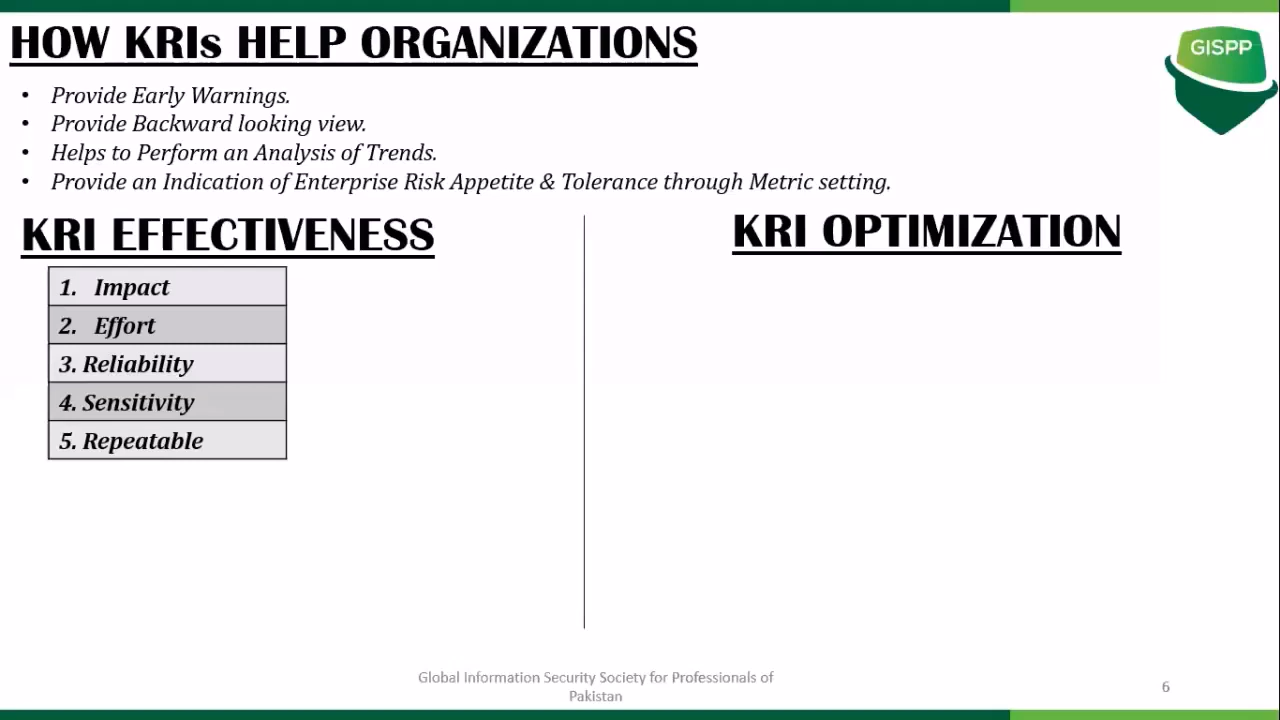 HOW KRIs HELP ORGANIZATIONS
GISPP
• Provide Early Warnings.
• Provide Backward looking view.
• Helps to Perform an Analysis of Trends.
• Provide an Indication of Enterprise Risk Appetite & Tolerance through Metric setting.
KRI EFFECTIVENESS
1. Impact
2. Effort
3. Reliability
4. Sensitivity
5. Repeatable
KRI OPTIMIZATION
Global Information Security Society for Professionals of
Pakistan
6